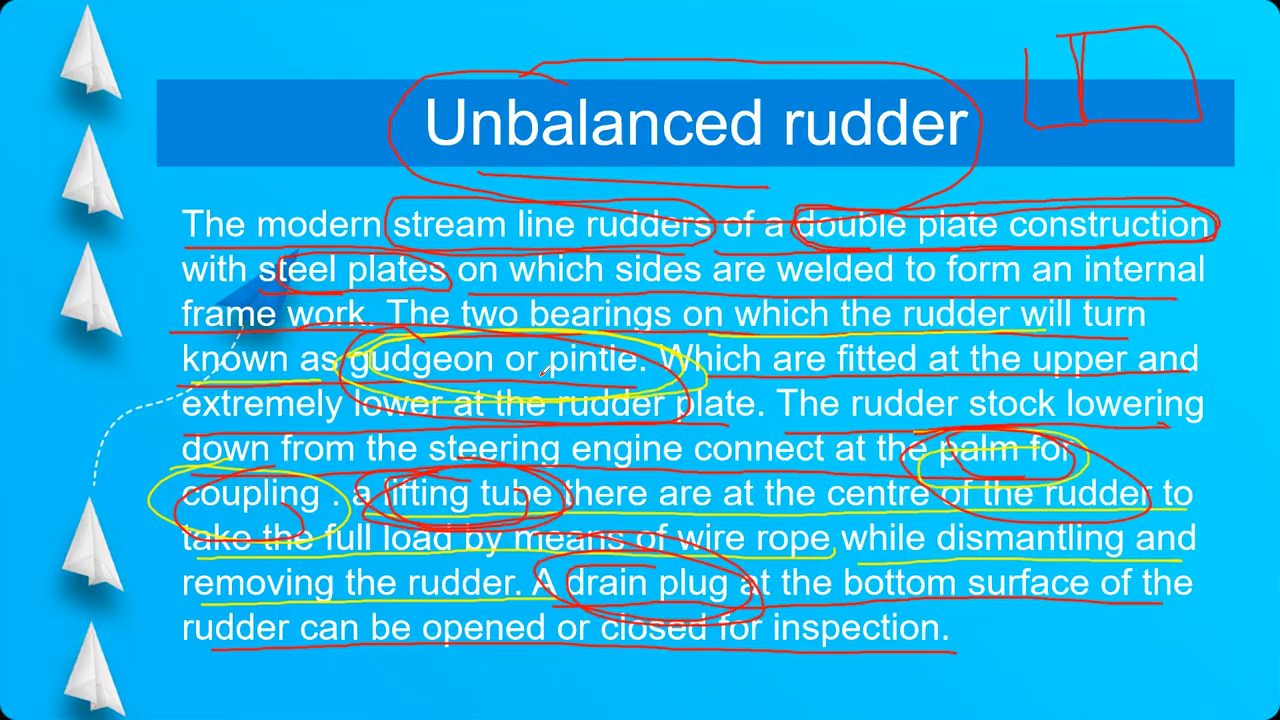 Unbalanced rudder
The modern stream line rudders of a double plate construction
with steel plates on which sides are welded to form an internal
frame work. The two bearings on which the rudder will turn
known as gudgeon or pintie. Which are fitted at the upper and
extremely lower at the rudder plate. The rudder stock lowering
down from the steering engine connect at the palm for
coupling . a lifting tube there are at the centre of the rudder to
take the full load by means of wire rope while dismantling and
removing the rudder. A drain plug at the bottom surface of the
rudder can be opened or closed for inspection.